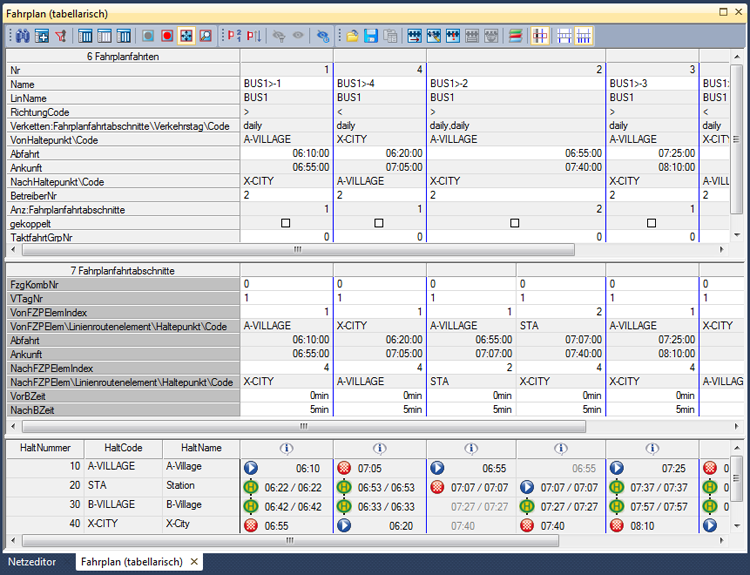 Fahrplan (tabellarisch)
6 Fahrplanfahrten
Nr 1 4 2 3
Name BUS1>-1 BUS1>-4 BUS1>-2 BUS1>-3 BUS1
LinName BUS1 BUS1 BUS1 BUS1 BUS1
RichtungCode > < > > <
Verketten:Fahrplanfahrtabschnitte\Verkehrstag\Code daily daily daily,daily daily daily
VonHaltepunkt\Code A-VILLAGE X-CITY A-VILLAGE A-VILLAGE X-CITY
Abfahrt 06:10:00 06:20:00 06:55:00 07:25:00
Ankunft 06:55:00 07:05:00 07:40:00 08:10:00
NachHaltepunkt\Code X-CITY A-VILLAGE X-CITY X-CITY A-VILL
BetreiberNr 2 2 2 2 2
Anz:Fahrplanfahrtabschnitte 1 1 2 1
gekoppelt
TaktfahrtGrpNr 0 0 0 0
7 Fahrplanfahrtabschnitte
FzgKombNr 0 0 0 0 0 0
VTagNr 1 1 1 1 1 1
VonFZPElemIndex 1 1 1 2 1
VonFZPElem\Linienroutenelement\Haltepunkt\Code A-VILLAGE X-CITY A-VILLAGE STA A-VILLAGE X-CITY
Abfahrt 06:10:00 06:20:00 06:55:00 07:07:00 07:25:00
Ankunft 06:55:00 07:05:00 07:07:00 07:40:00 08:10:00
NachFZPElemIndex 4 4 2 4 4
NachFZPElem\Linienroutenelement\Haltepunkt\Code X-CITY A-VILLAGE STA X-CITY X-CITY A-VILLAG
VorBZeit 0min 0min 0min 0min 0min
NachBZeit 5min 5min 5min 5min 5min
HaltNummer HaltCode HaltName
10 A-VILLAGE A-Village 06:10 07:05 06:55 06:55 07:25 0
20 STA Station 06:22 / 06:22 06:53 / 06:53 07:07 / 07:07 07:07 / 07:07 07:37 / 07:37 0
30 B-VILLAGE B-Village 06:42 / 06:42 06:33 / 06:33 07:27 / 07:27 07:27 / 07:27 07:57 / 07:57 0
40 X-CITY X-City 06:55 06:20 07:40 07:40 08:10
Netzeditor Fahrplan (tabellarisch)